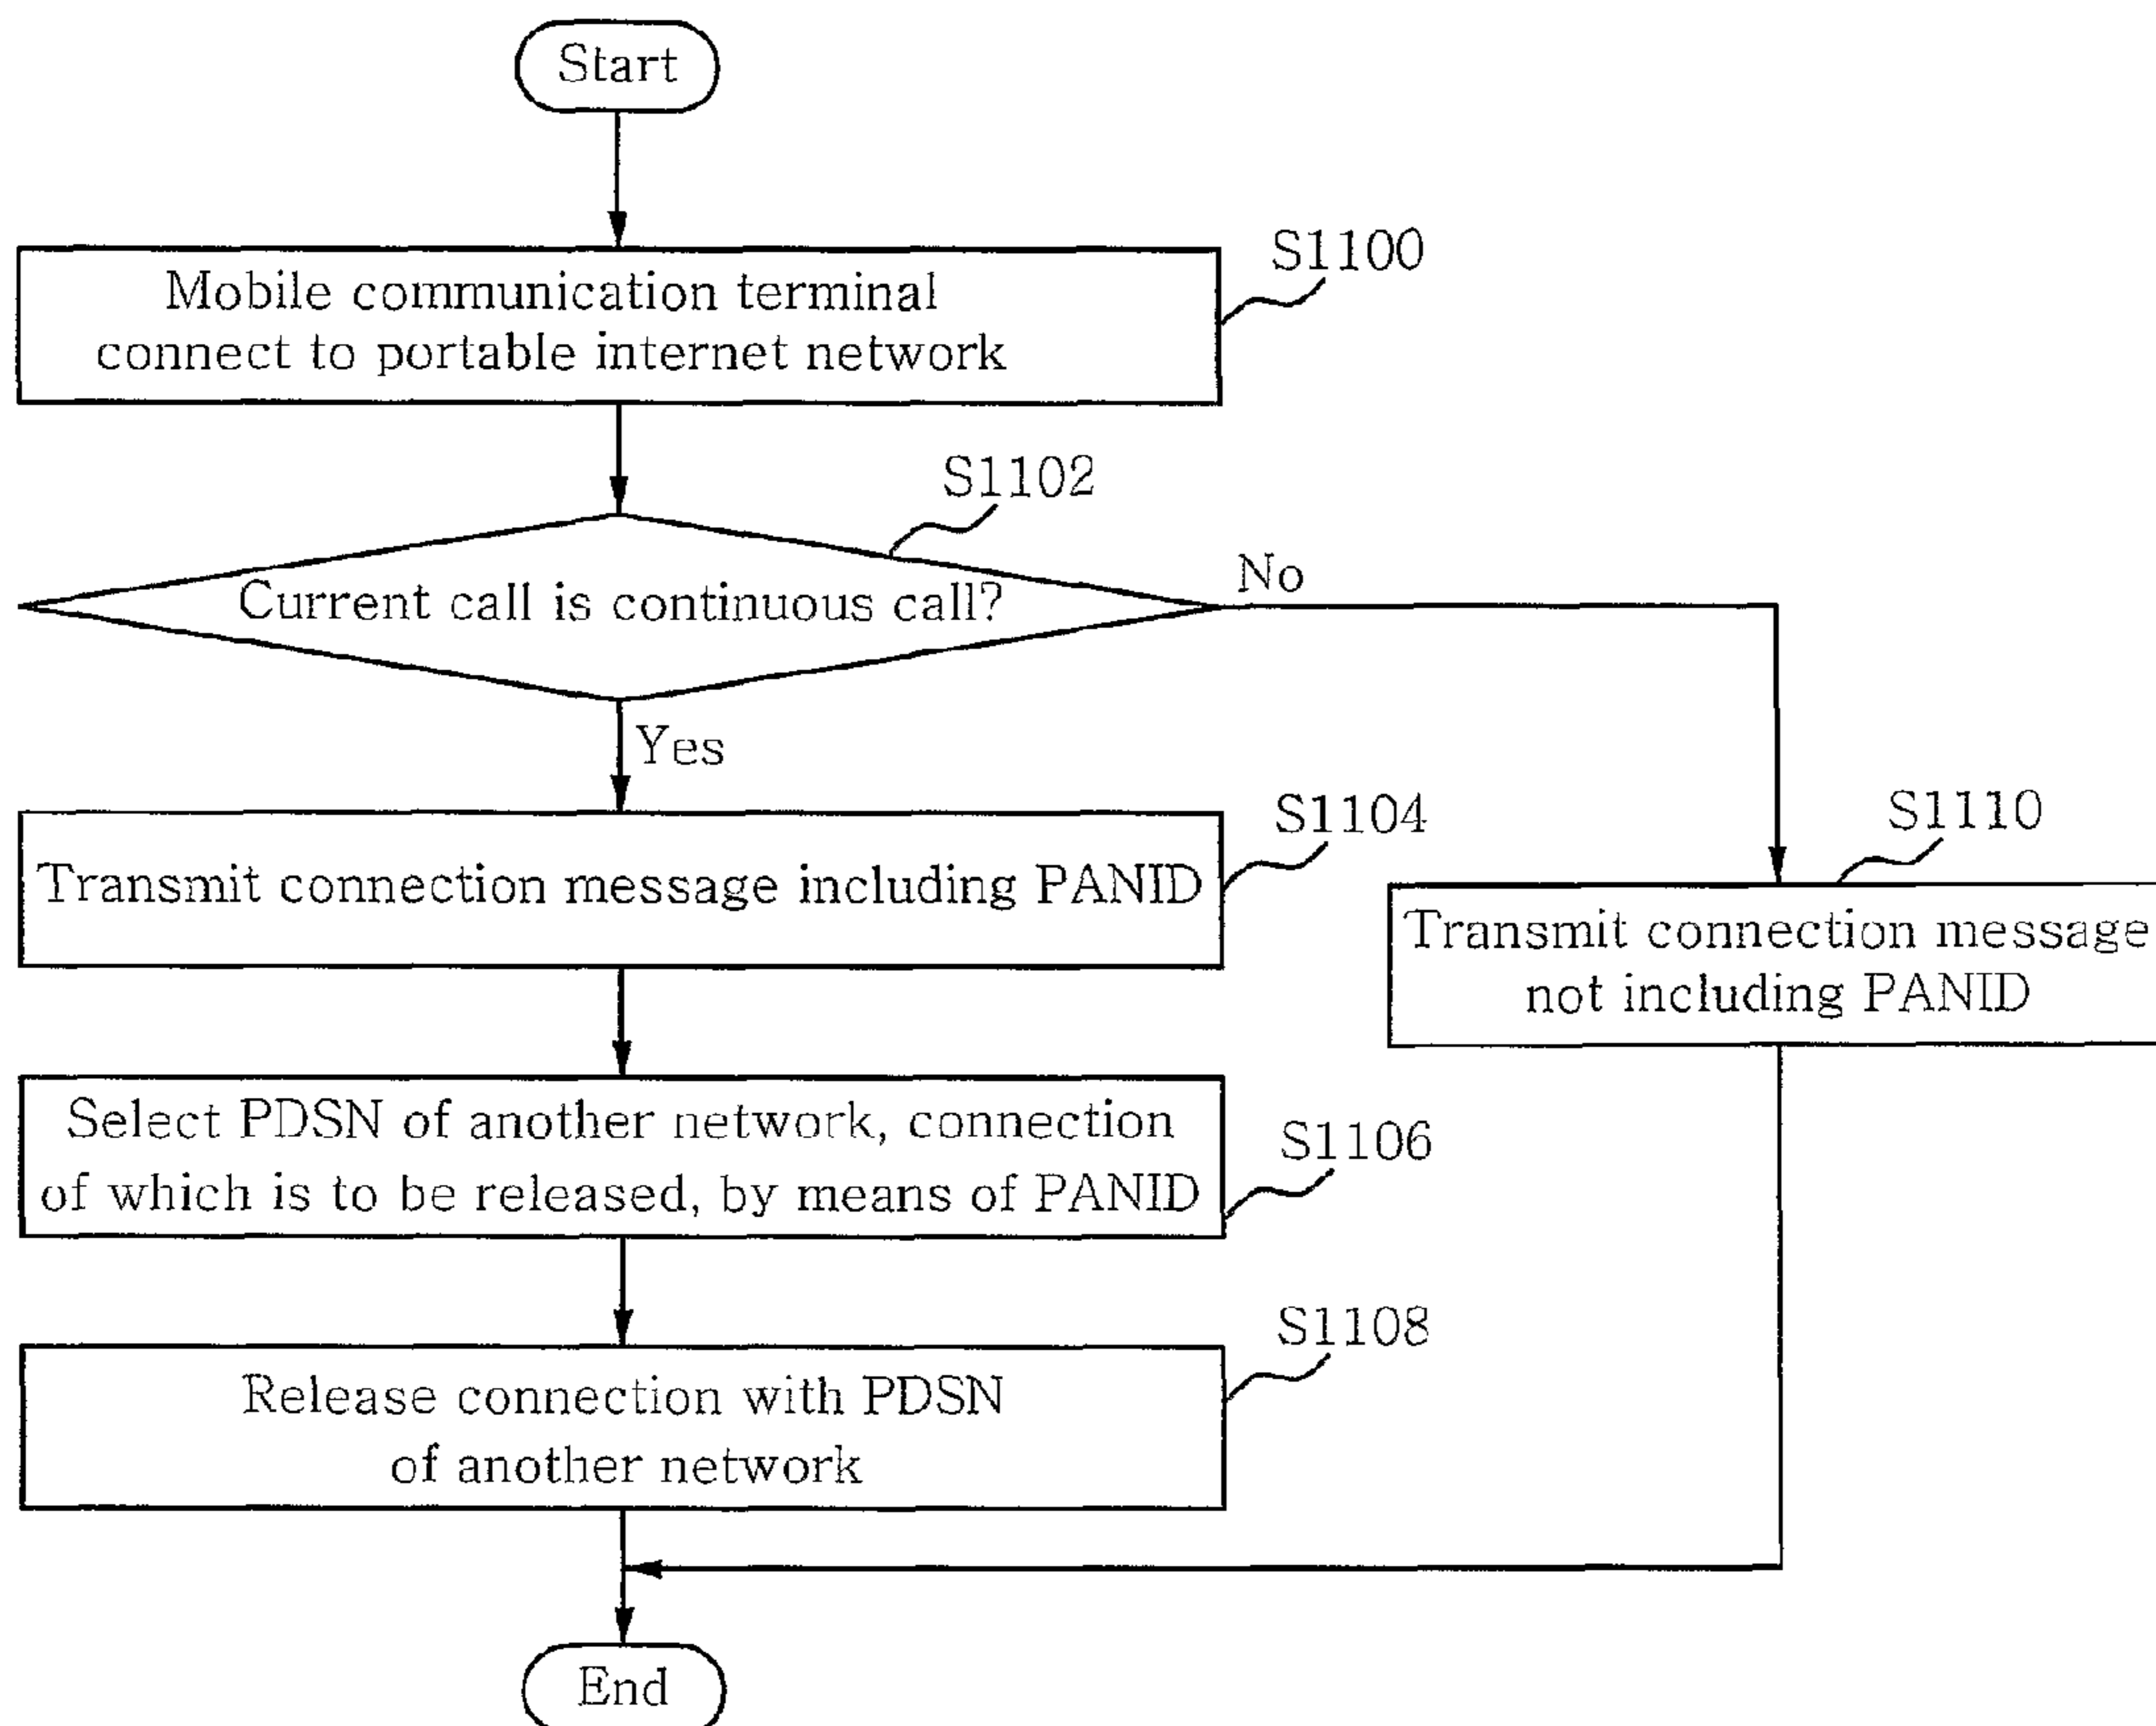 Start
S1100
Mobile communication terminal
connect to portable internet network
S1102
Current call is continuous call?
No
Yes
S1104
Transmit connection message including PANID
S1110
Transmit connection message
not including PANID
Select PDSN of another network, connection
of which is to be released, by means of PANID
S1106
S1108
Release connection with PDSN
of another network
End